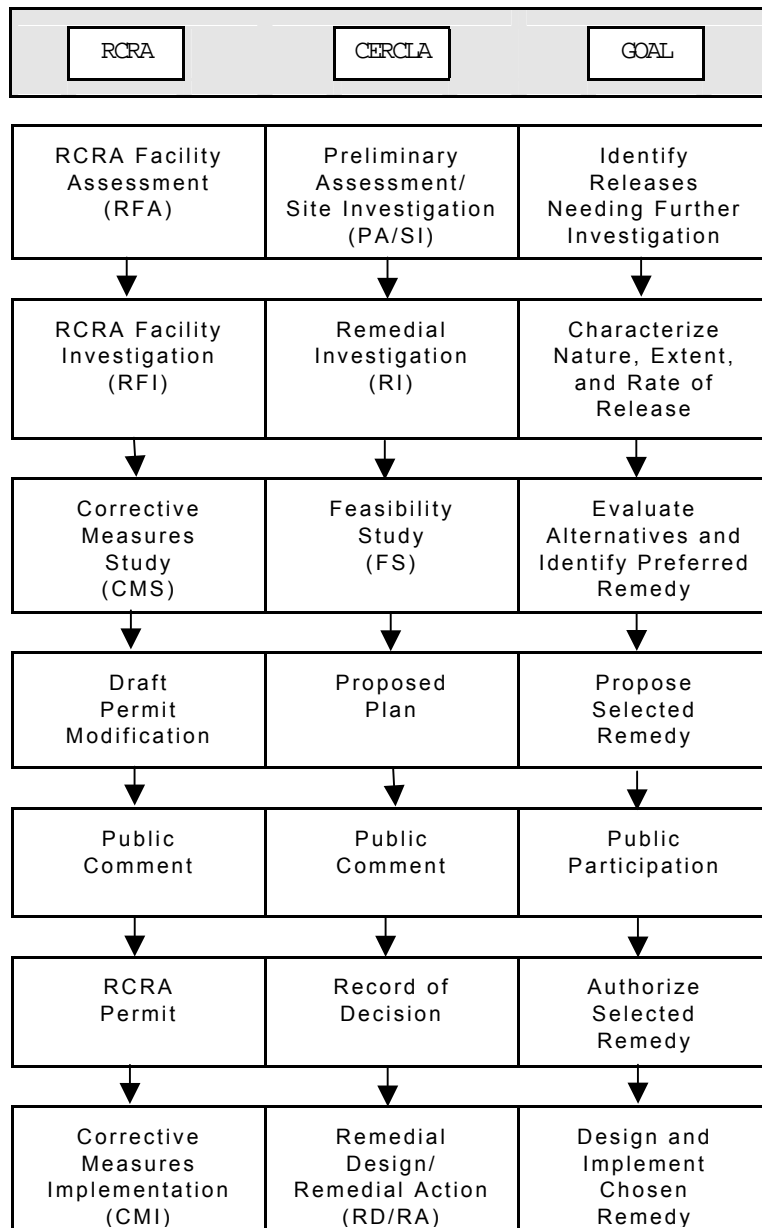 RCRA
CERCLA
GOAL
RCRA Facility
Assessment
(RFA)
Preliminary
Assessment/
Site Investigation
(PA/SI)
Identify
Releases
Needing Further
Investigation
RCRA Facility
Investigation
(RFI)
Remedial
Investigation
(RI)
Characterize
Nature, Extent,
and Rate of
Release
Corrective
Measures
Study
(CMS)
Feasibility
Study
(FS)
Evaluate
Alternatives and
Identify Preferred
Remedy
Draft
Permit
Modification
Proposed
Plan
Propose
Selected
Remedy
Public
Comment
Public
Comment
Public
Participation
RCRA
Permit
Record of
Decision
Authorize
Selected
Remedy
Corrective
Measures
Implementation
(CMI)
Remedial
Design/
Remedial Action
(RD/RA)
Design and
Implement
Chosen
Remedy